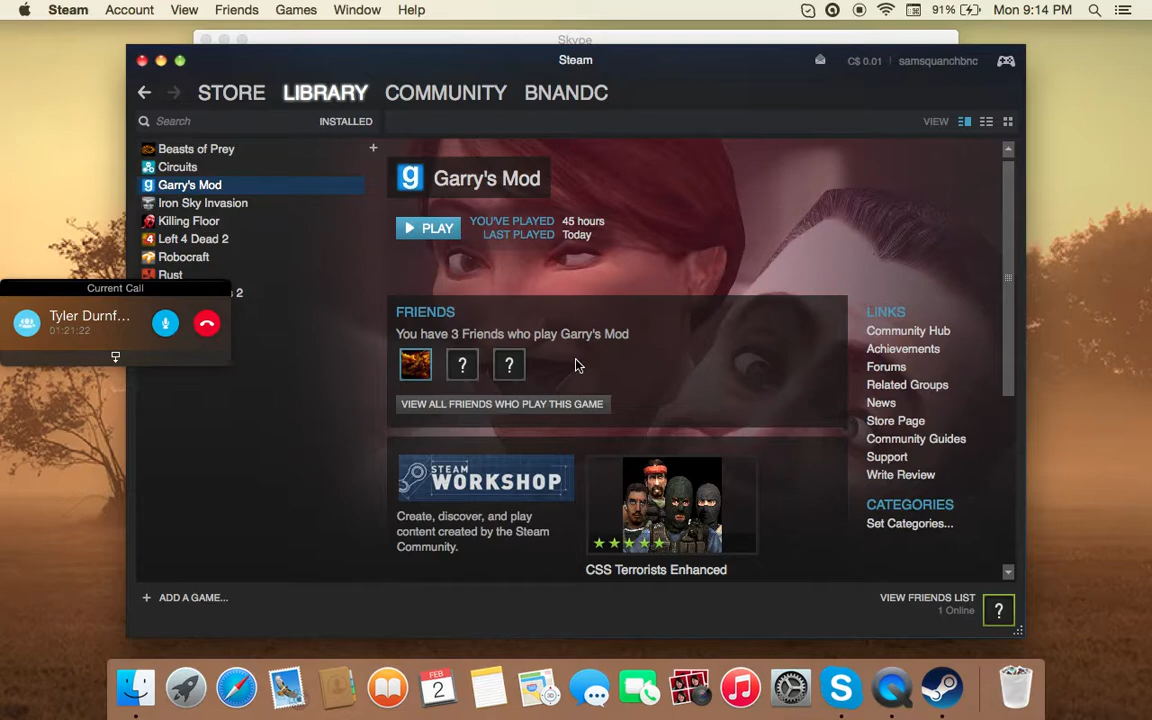 Steam Account View Friends Games Window Help 91% Mon 9:14 PM
Skype
Steam
C$ 0.01 samsquanchbnc
STORE LIBRARY COMMUNITY BNANDC
Search INSTALLED VIEW
Beasts of Prey
Circuits
Garry's Mod
Iron Sky Invasion
Killing Floor
Left 4 Dead 2
Robocraft
Rust
2
Current Call
Tyler Durnf...
01:21:22
g Garry's Mod
PLAY
YOU'VE PLAYED 45 hours
LAST PLAYED Today
FRIENDS
You have 3 Friends who play Garry's Mod
? ?
VIEW ALL FRIENDS WHO PLAY THIS GAME
STEAM
WORKSHOP
Create, discover, and play
content created by the Steam
Community.
CSS Terrorists Enhanced
LINKS
Community Hub
Achievements
Forums
Related Groups
News
Store Page
Community Guides
Support
Write Review
CATEGORIES
Set Categories...
+ ADD A GAME...
VIEW FRIENDS LIST
1 Online
?
FEB
2